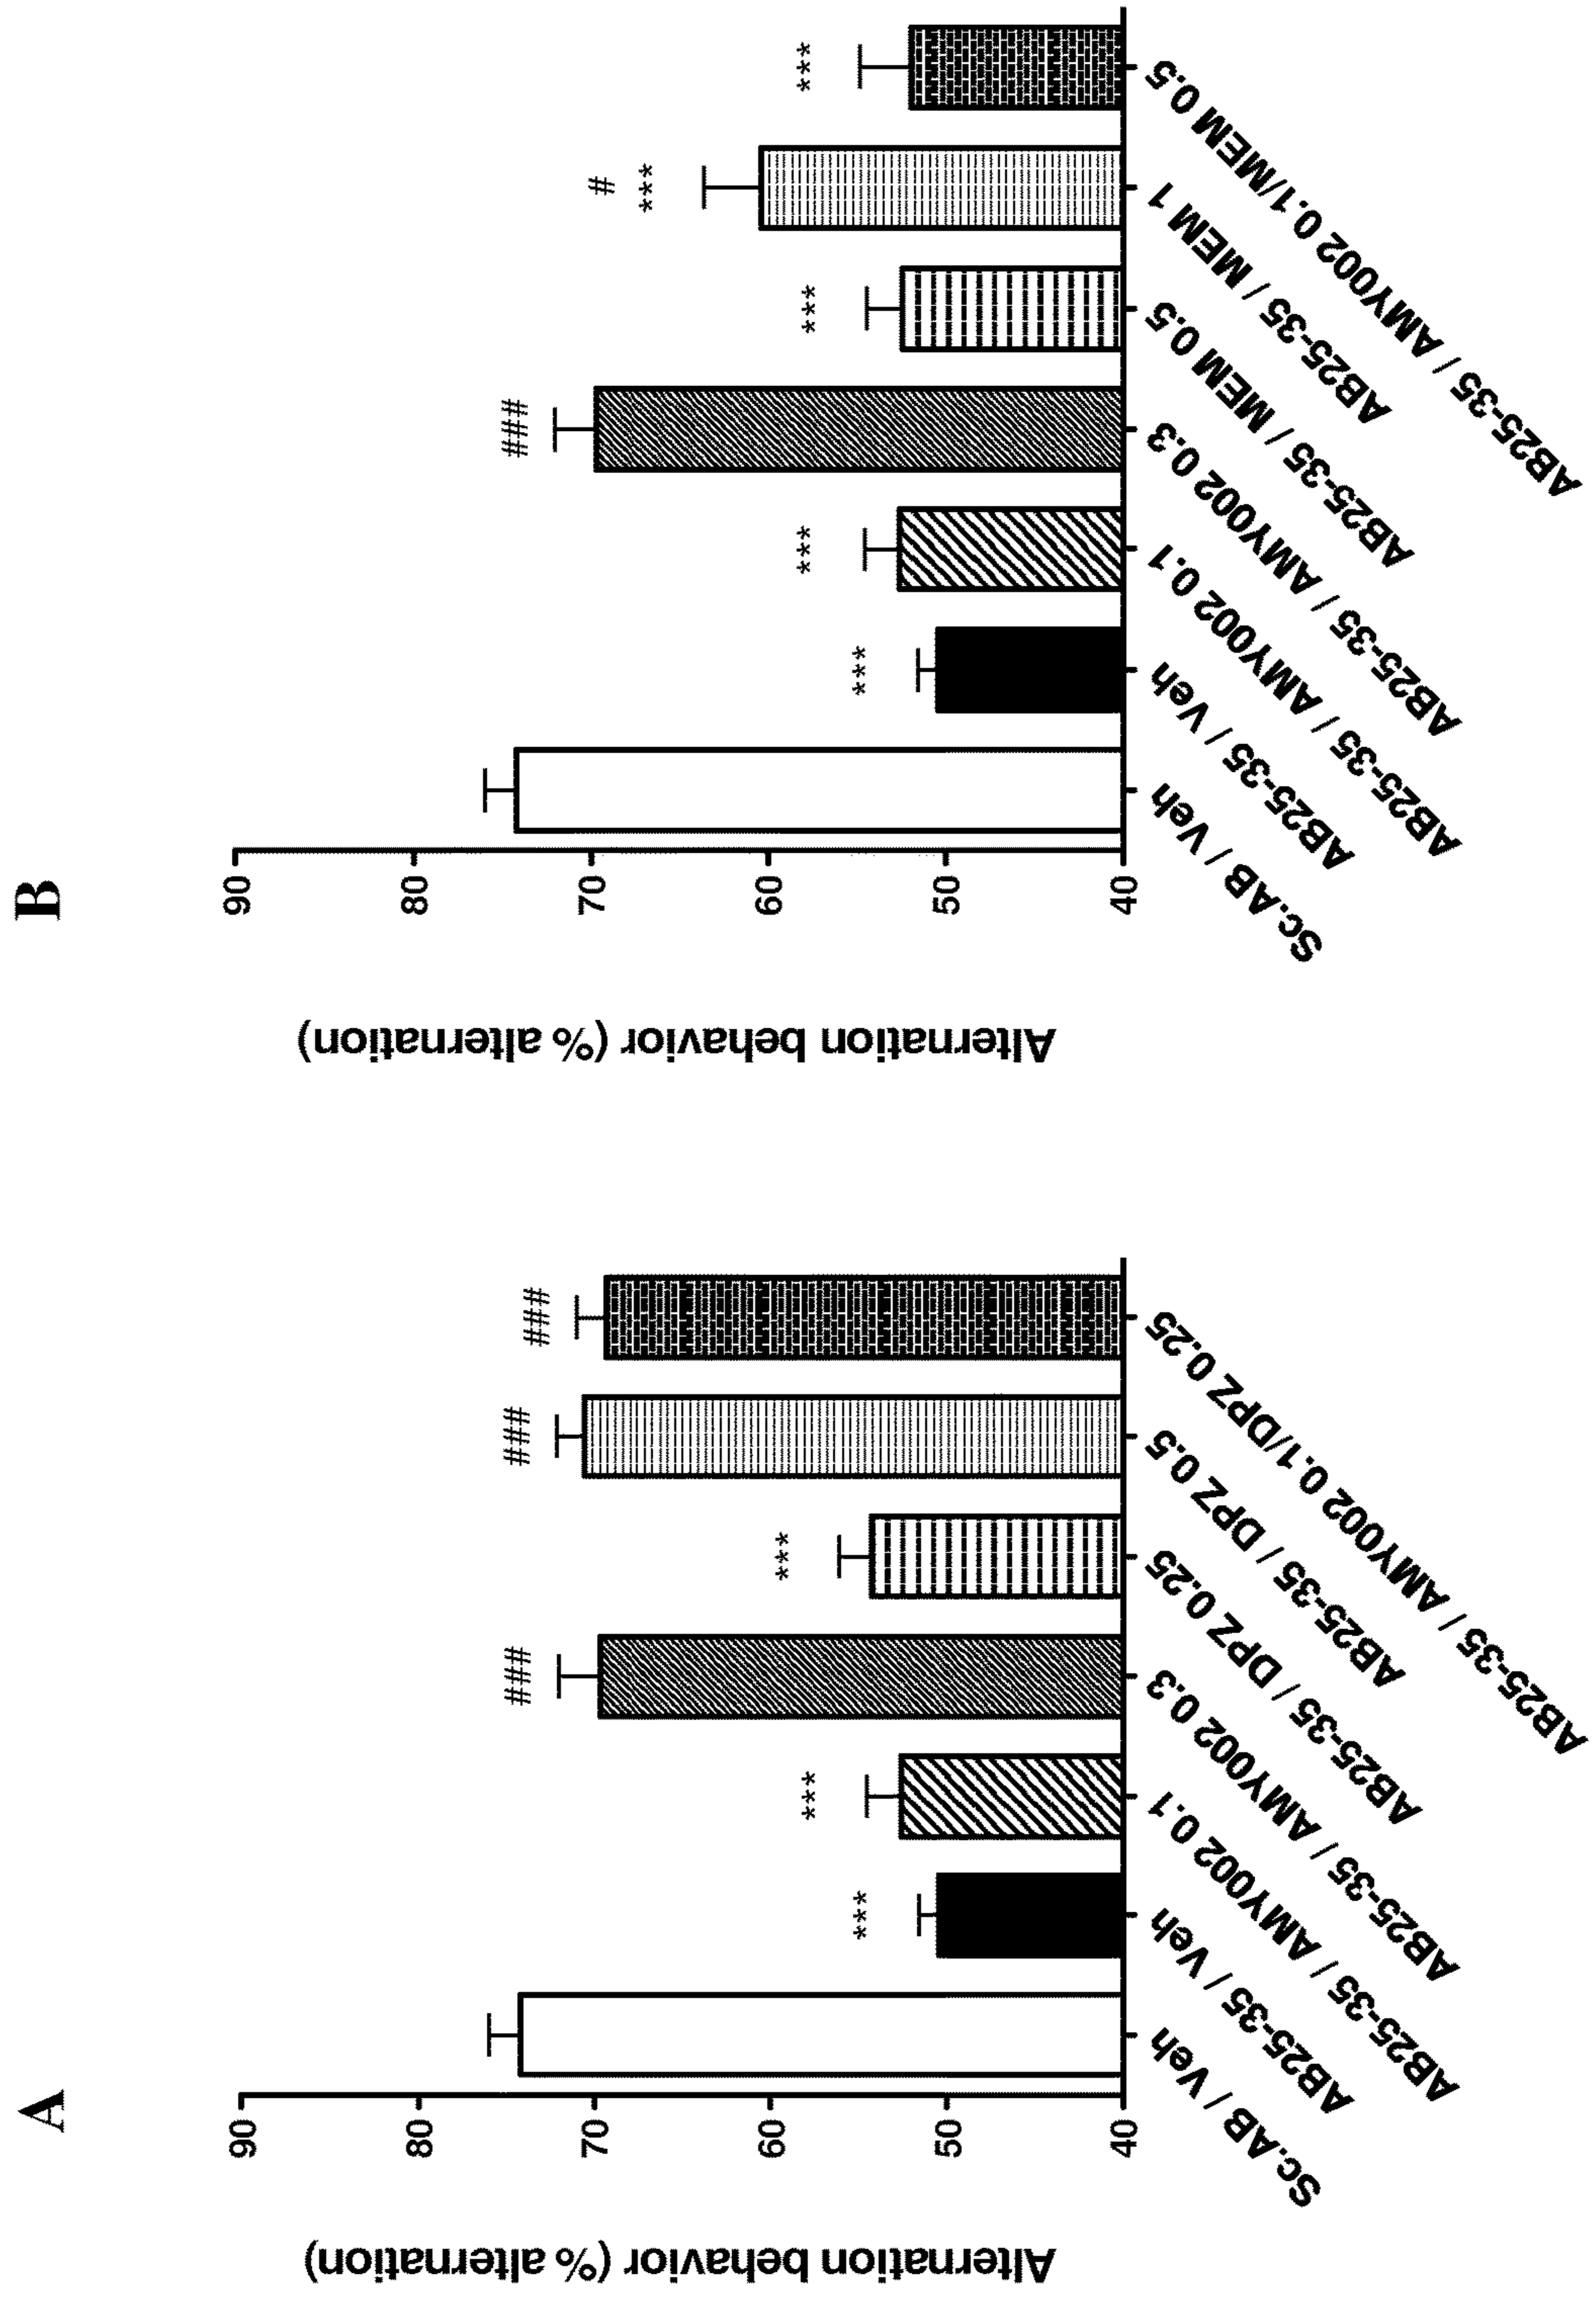 A
Alternation behavior (% alternation)
90
80
70
60
50
40
***
***
###
***
###
###
Sc.AB / Veh
AB25-35 / Veh
AB25-35 / AMY002 0.1
AB25-35 / AMY002 0.3
AB25-35 / DPZ 0.25
AB25-35 / DPZ 0.5
AB25-35 / AMY002 0.1/DPZ 0.25
B
Alternation behavior (% alternation)
90
80
70
60
50
40
***
***
###
***
#
***
***
Sc.AB / Veh
AB25-35 / Veh
AB25-35 / AMY002 0.1
AB25-35 / AMY002 0.3
AB25-35 / MEM 0.5
AB25-35 / MEM 1
AB25-35 / AMY002 0.1/MEM 0.5